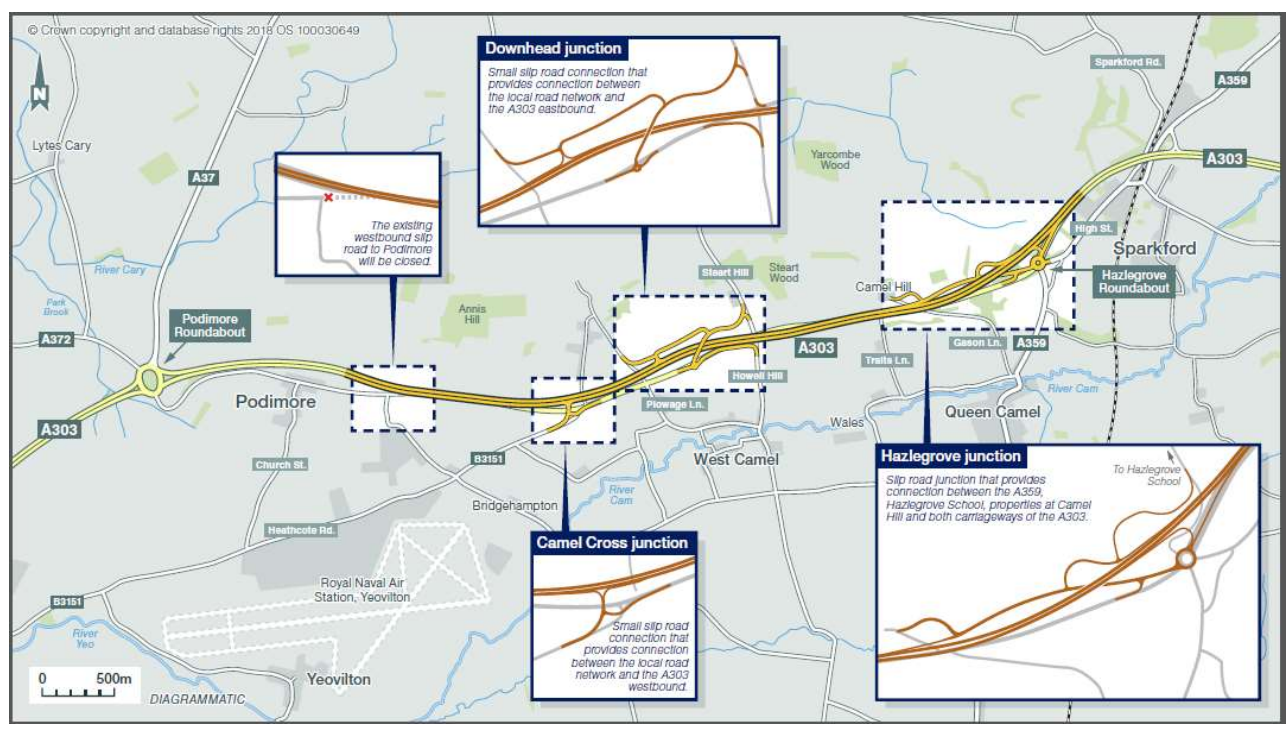 © Crown copyright and database rights 2018 OS 100030649
N
Lytes Cary
A37
River Cary
Park
Brook
A372
Podimore
Roundabout
A303
Podimore
Church St.
Heathcote Rd.
B3151
River
Yeo
Royal Naval Air
Station, Yeovilton
Yeovilton
0 500m
DIAGRAMMATIC
The existing
westbound slip
road to Podimore
will be closed.
Annis
Hill
B3151
Bridgehampton
River
Cam
Downhead junction
Small slip road connection that
provides connection between
the local road network and
the A303 eastbound.
Steart Hill
Steart
Wood
Yarcombe
Wood
Plowage Ln.
Howell Hill
West Camel
Wales
A303
Camel Cross junction
Small slip road
connection that
provides connection
between the local road
network and the A303
westbound.
Sparkford Rd.
A359
A303
High St.
Sparkford
Camel Hill
Hazlegrove
Roundabout
Gason Ln.
A359
Traits Ln.
River Cam
Queen Camel
Hazlegrove junction
Slip road junction that provides
connection between the A359,
Hazlegrove School, properties at Camel
Hill and both carriageways of the A303.
To Hazlegrove
School